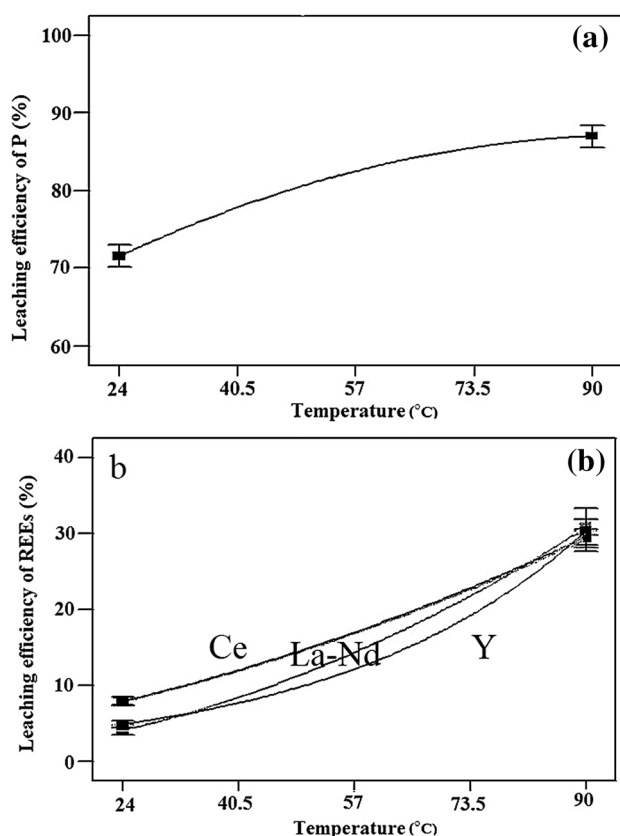 (a)
Leaching efficiency of P (%)
100
90
80
70
60
24 40.5 57 73.5 90
Temperature (°C)
b (b)
Leaching efficiency of REEs (%)
40
30
20
10
0
Ce La-Nd Y
24 40.5 57 73.5 90
Temperature (°C)